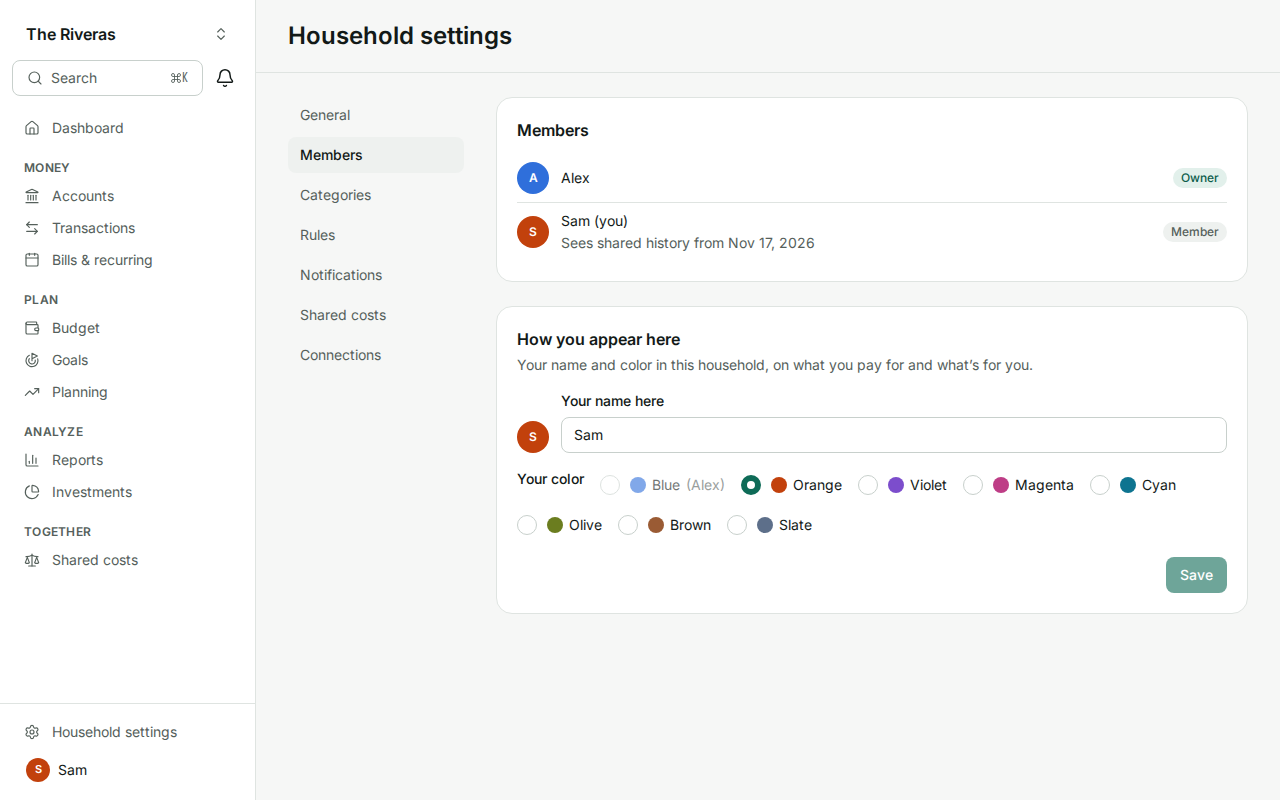 The Riveras
Search ⌘K
Dashboard
MONEY
Accounts
Transactions
Bills & recurring
PLAN
Budget
Goals
Planning
ANALYZE
Reports
Investments
TOGETHER
Shared costs
Household settings
S Sam
Household settings
General
Members
Categories
Rules
Notifications
Shared costs
Connections
Members
A Alex Owner
S Sam (you) Member
Sees shared history from Nov 17, 2026
How you appear here
Your name and color in this household, on what you pay for and what’s for you.
Your name here
S Sam
Your color Blue (Alex) Orange Violet Magenta Cyan
Olive Brown Slate
Save